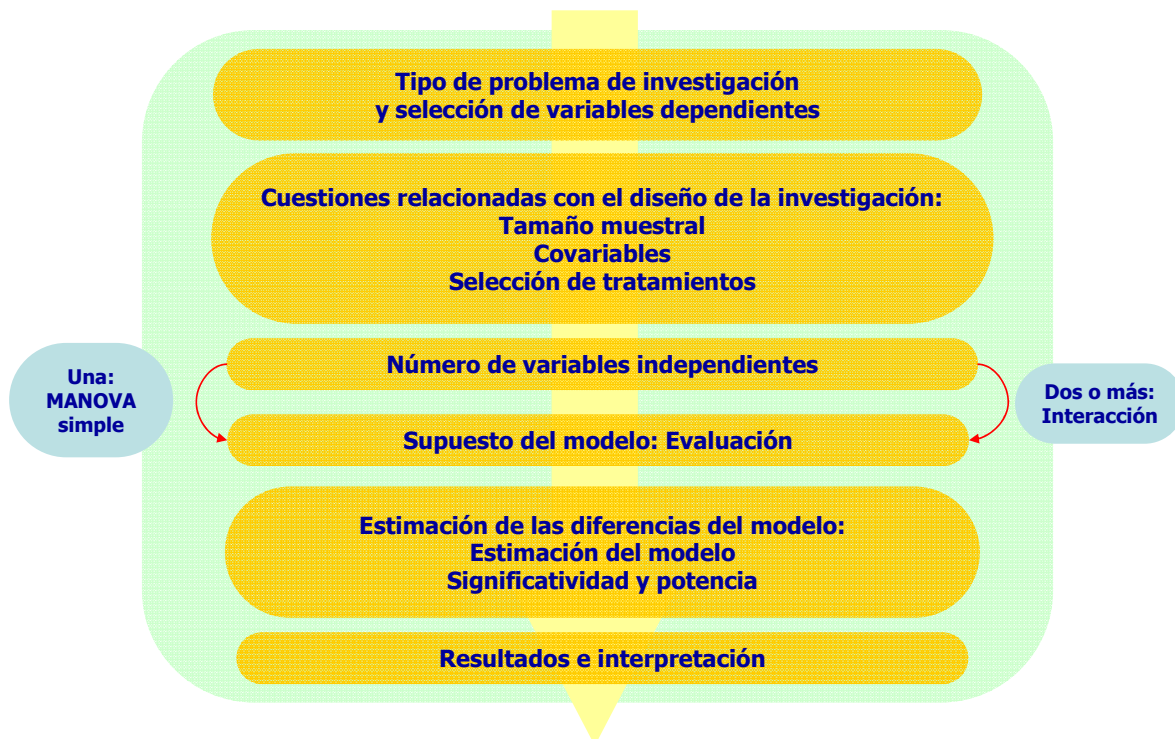 Tipo de problema de investigación
y selección de variables dependientes
Cuestiones relacionadas con el diseño de la investigación:
Tamaño muestral
Covariables
Selección de tratamientos
Número de variables independientes
Una:
MANOVA
simple
Dos o más:
Interacción
Supuesto del modelo: Evaluación
Estimación de las diferencias del modelo:
Estimación del modelo
Significatividad y potencia
Resultados e interpretación